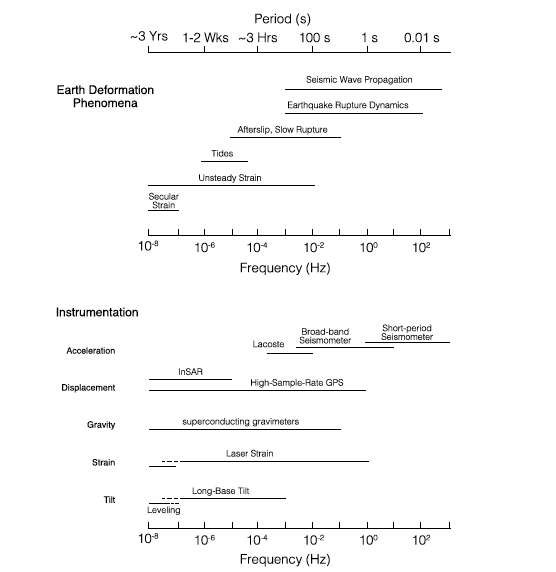 Period (s)
~3 Yrs 1-2 Wks ~3 Hrs 100 s 1 s 0.01 s
Earth Deformation
Phenomena
Seismic Wave Propagation
Earthquake Rupture Dynamics
Afterslip, Slow Rupture
Tides
Unsteady Strain
Secular
Strain
10⁻⁸ 10⁻⁶ 10⁻⁴ 10⁻² 10⁰ 10²
Frequency (Hz)
Instrumentation
Acceleration
Lacoste
Broad-band
Seismometer
Short-period
Seismometer
Displacement
InSAR
High-Sample-Rate GPS
Gravity
superconducting gravimeters
Strain
Laser Strain
Tilt
Long-Base Tilt
Leveling
10⁻⁸ 10⁻⁶ 10⁻⁴ 10⁻² 10⁰ 10²
Frequency (Hz)